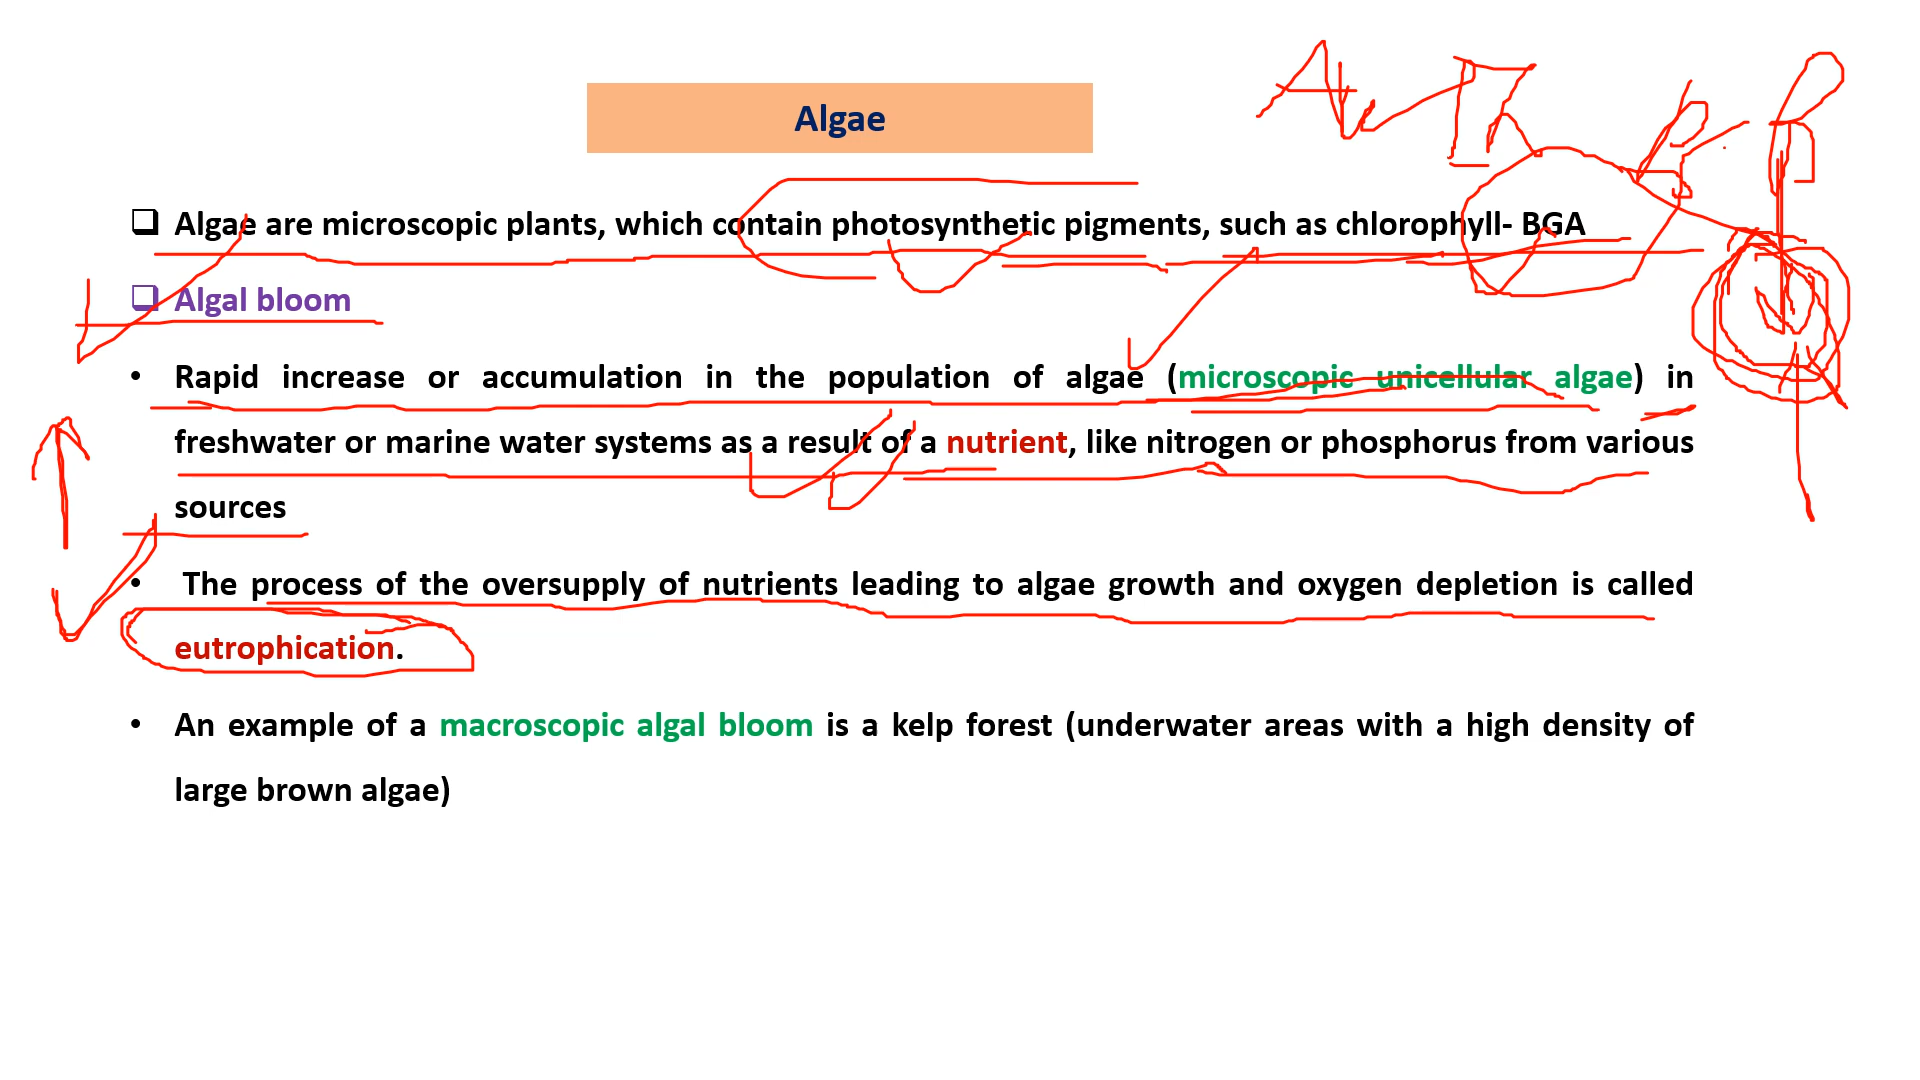 Algae
Algae are microscopic plants, which contain photosynthetic pigments, such as chlorophyll- BGA
Algal bloom
• Rapid increase or accumulation in the population of algae (microscopic unicellular algae) in
freshwater or marine water systems as a result of a nutrient, like nitrogen or phosphorus from various
sources
• The process of the oversupply of nutrients leading to algae growth and oxygen depletion is called
eutrophication.
• An example of a macroscopic algal bloom is a kelp forest (underwater areas with a high density of
large brown algae)